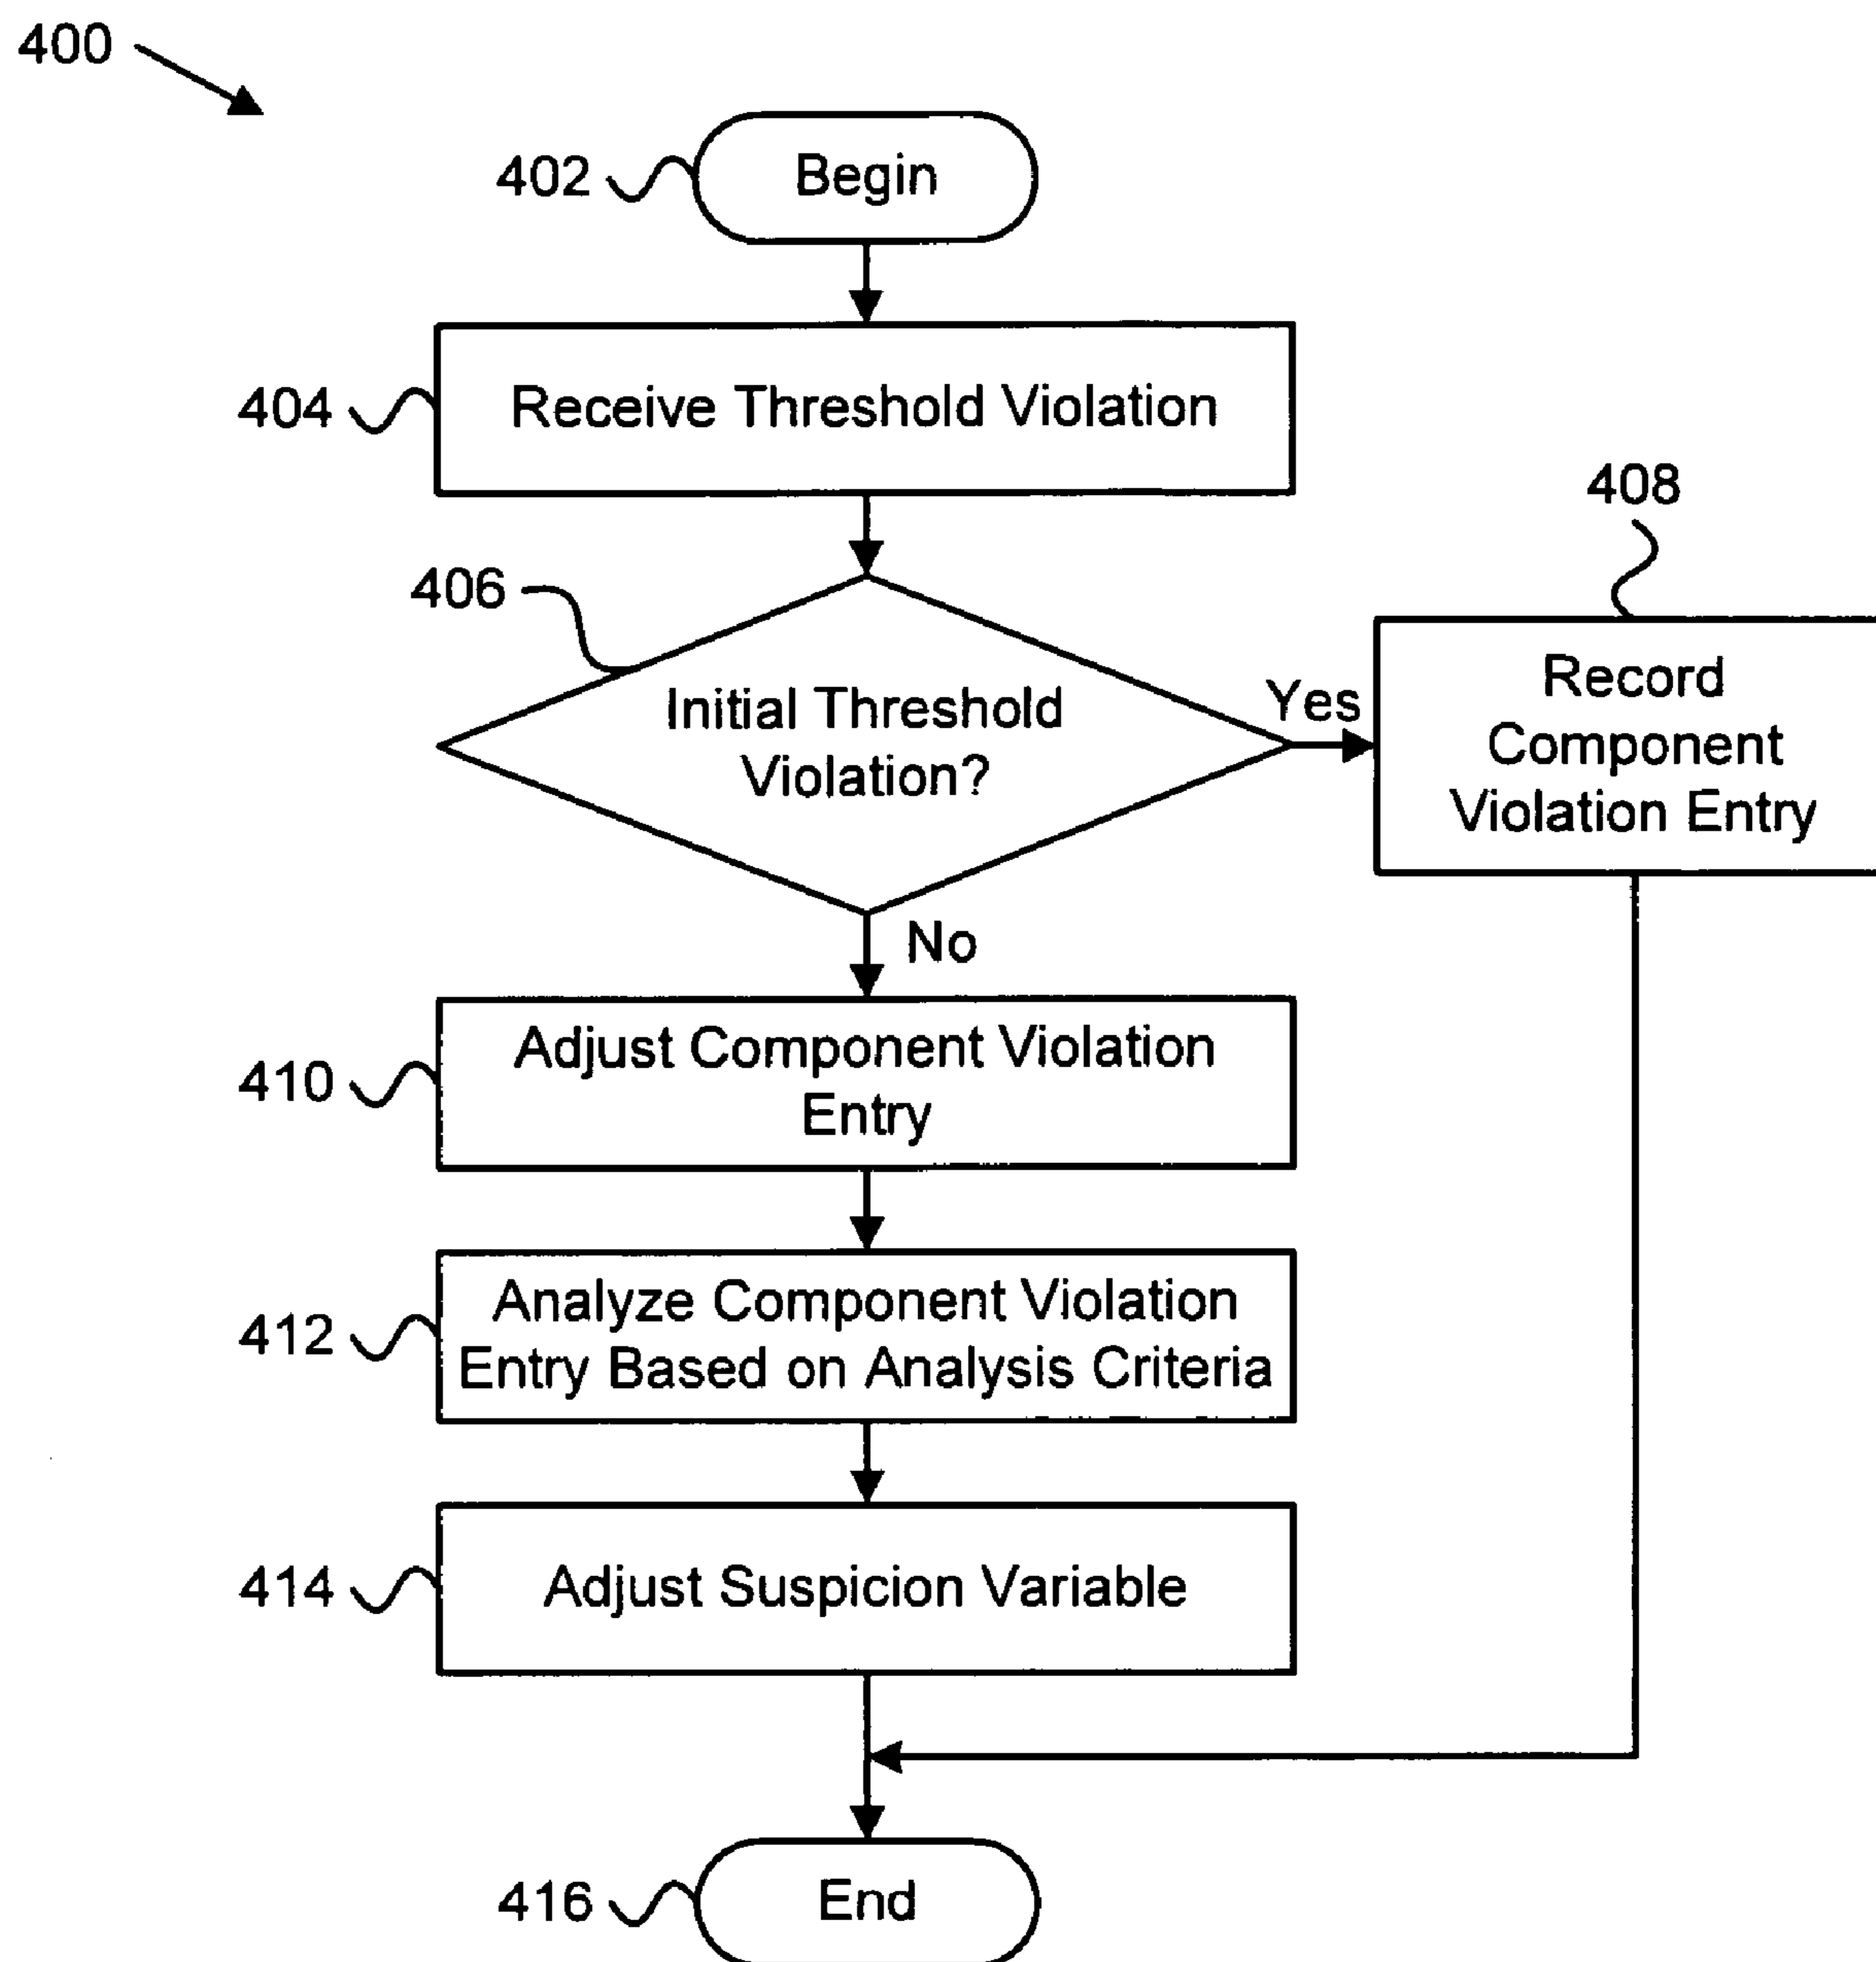 400
402
Begin
404
Receive Threshold Violation
408
406
Initial Threshold
Violation?
Yes
Record
Component
Violation Entry
No
410
Adjust Component Violation
Entry
412
Analyze Component Violation
Entry Based on Analysis Criteria
414
Adjust Suspicion Variable
416
End